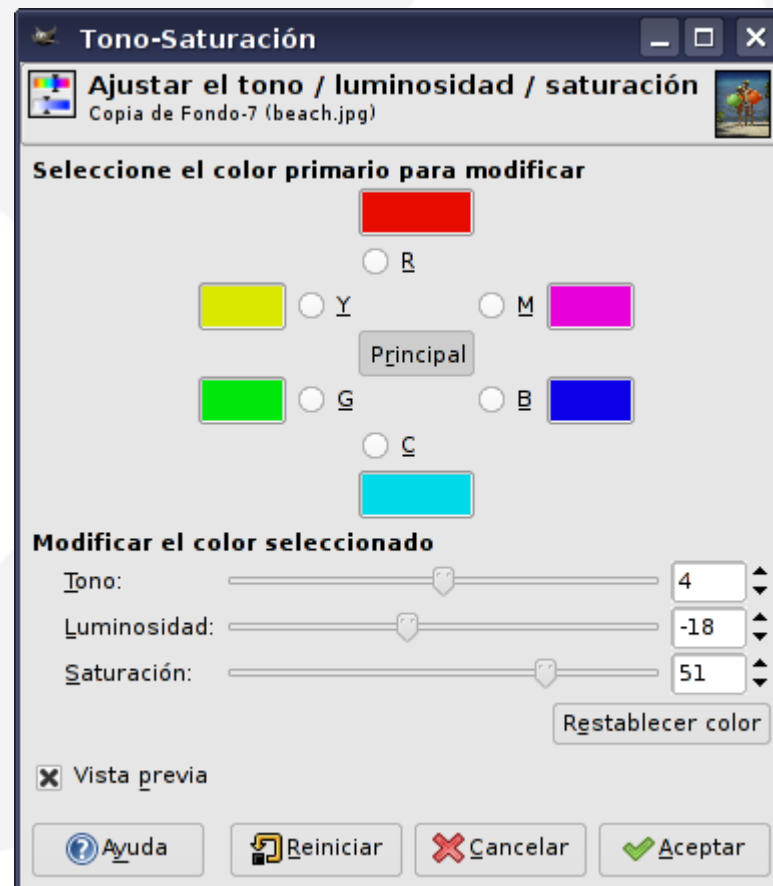 Tono-Saturación
Ajustar el tono / luminosidad / saturación
Copia de Fondo-7 (beach.jpg)
Seleccione el color primario para modificar
R
Y M
Principal
G B
C
Modificar el color seleccionado
Tono: 4
Luminosidad: -18
Saturación: 51
Restablecer color
Vista previa
Ayuda Reiniciar Cancelar Aceptar